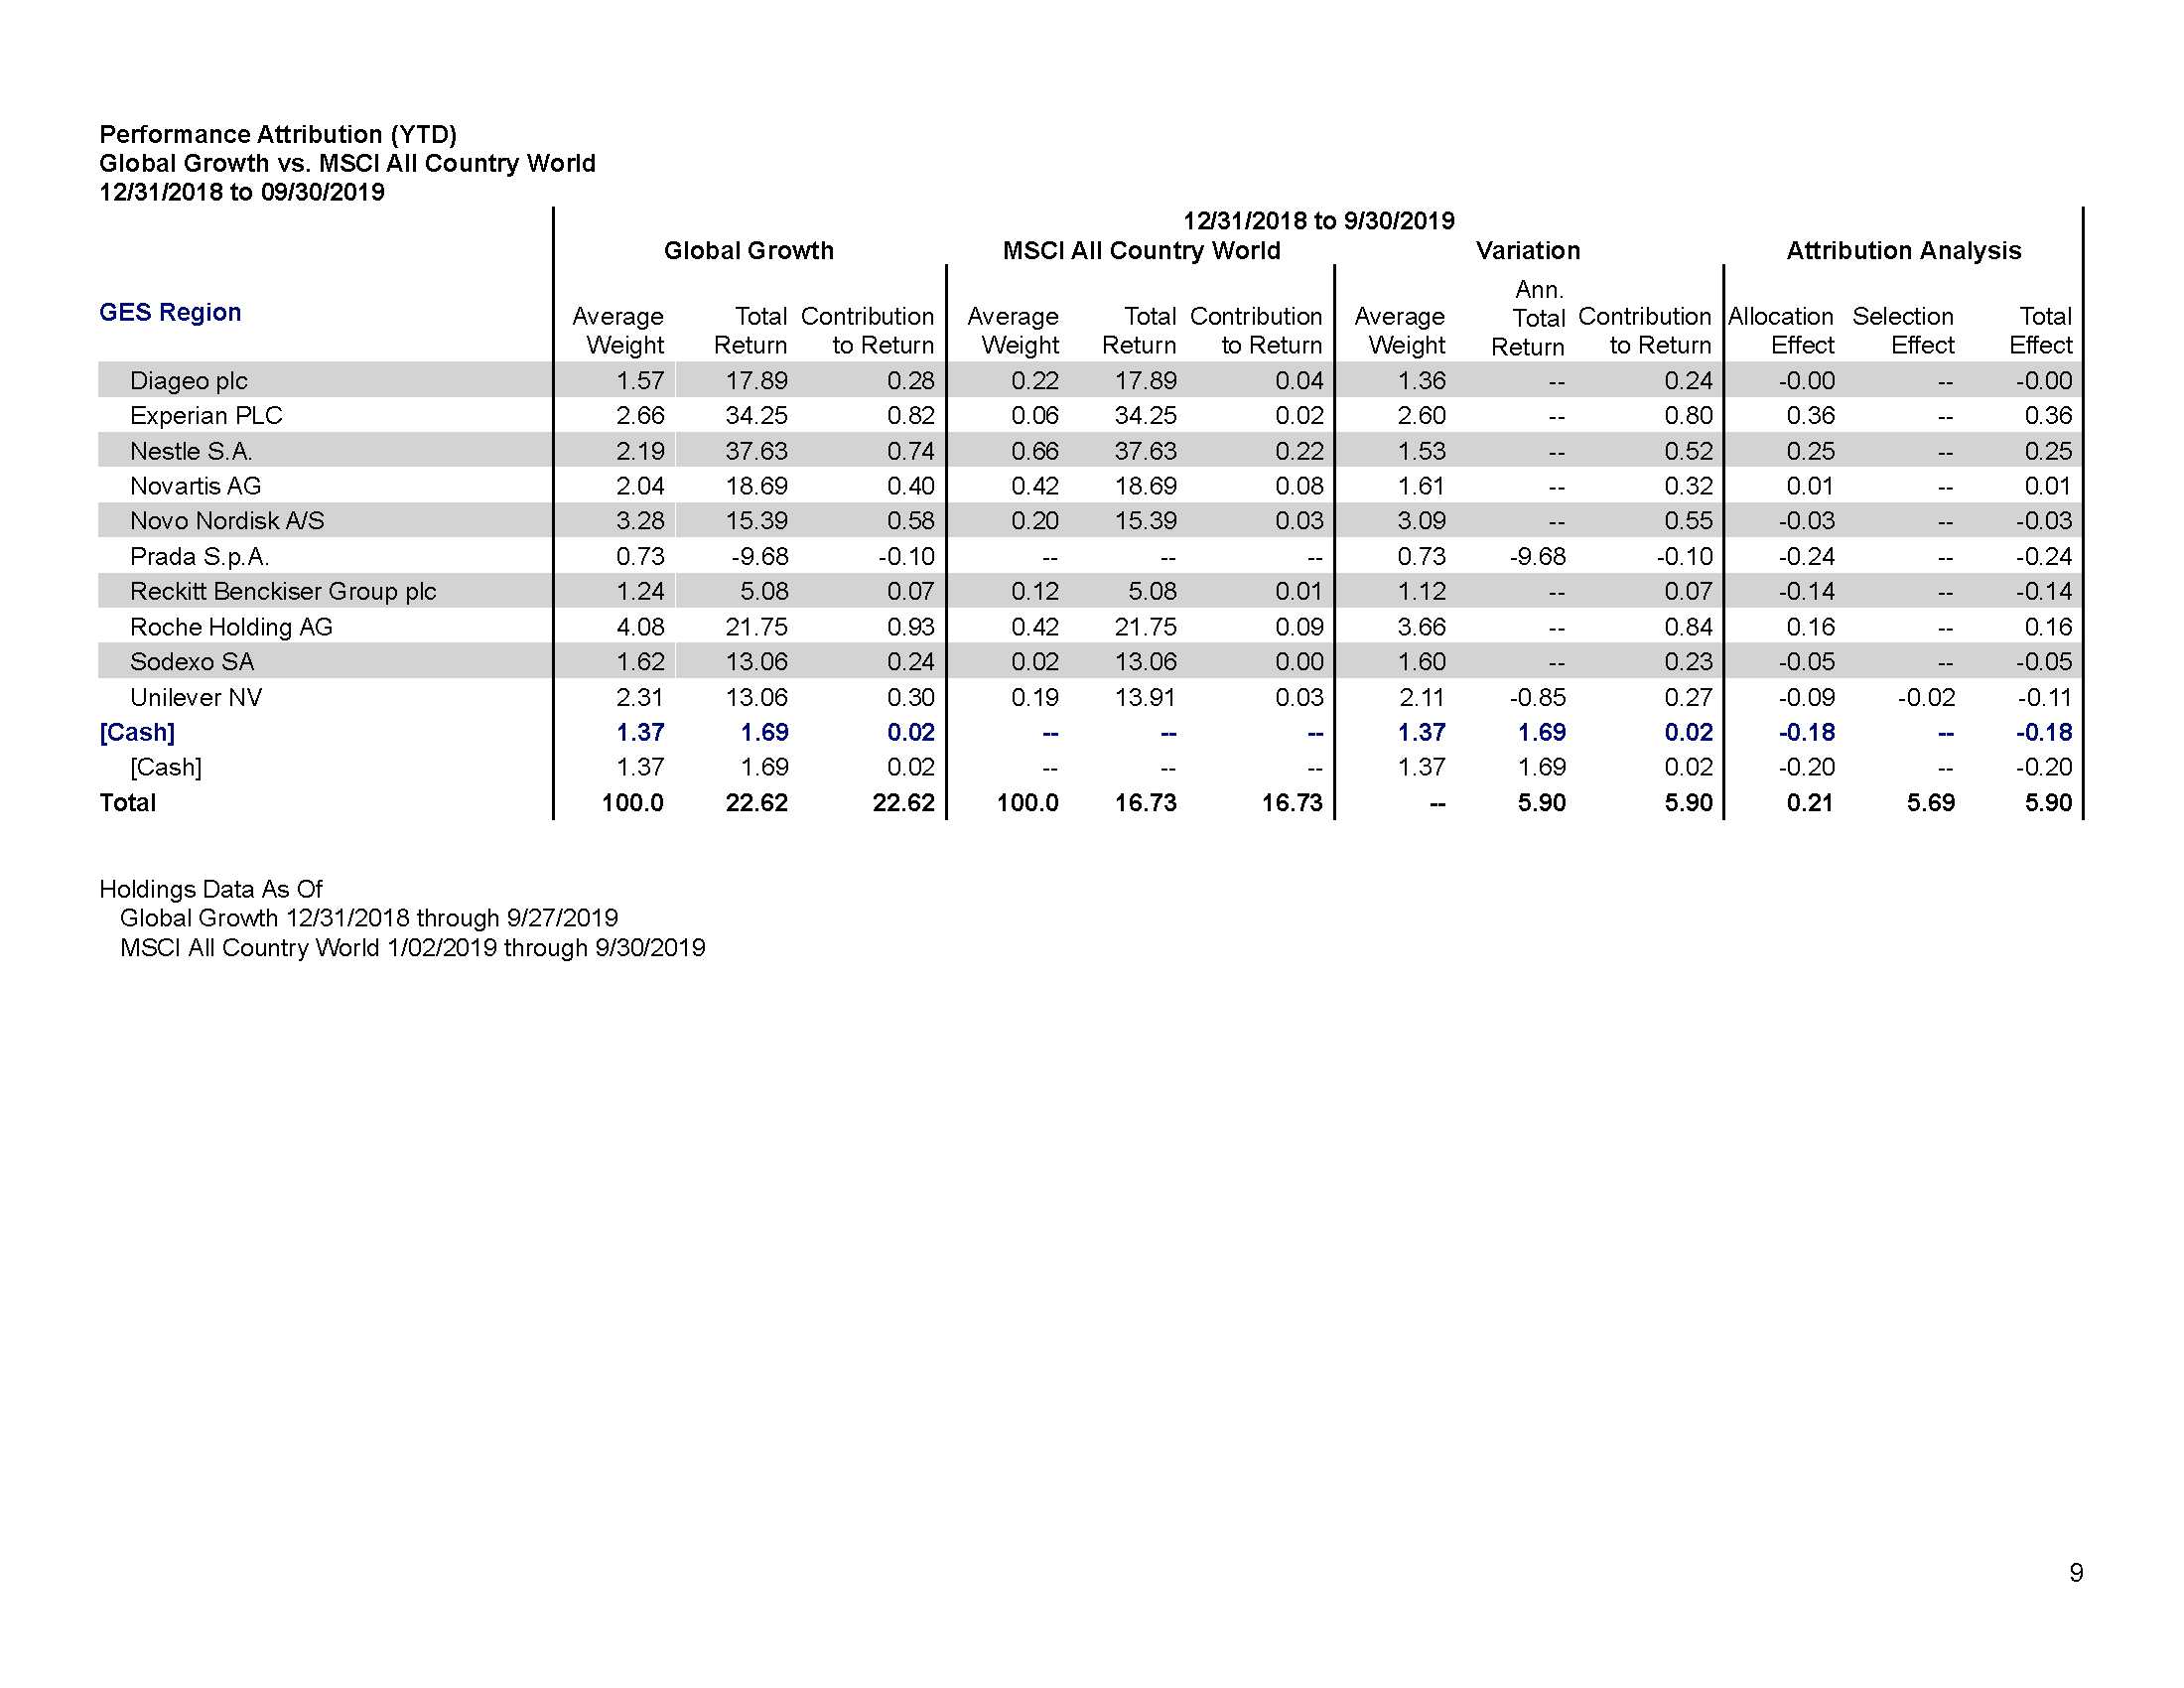 Performance Attribution (YTD)
Global Growth vs. MSCI All Country World
12/31/2018 to 09/30/2019
12/31/2018 to 9/30/2019
Global Growth MSCI All Country World Variation Attribution Analysis
GES Region Average Weight Total Return Contribution to Return Average Weight Total Return Contribution to Return Average Weight Ann. Total Return Contribution to Return Allocation Effect Selection Effect Total Effect
Diageo plc 1.57 17.89 0.28 0.22 17.89 0.04 1.36 -- 0.24 -0.00 -- -0.00
Experian PLC 2.66 34.25 0.82 0.06 34.25 0.02 2.60 -- 0.80 0.36 -- 0.36
Nestle S.A. 2.19 37.63 0.74 0.66 37.63 0.22 1.53 -- 0.52 0.25 -- 0.25
Novartis AG 2.04 18.69 0.40 0.42 18.69 0.08 1.61 -- 0.32 0.01 -- 0.01
Novo Nordisk A/S 3.28 15.39 0.58 0.20 15.39 0.03 3.09 -- 0.55 -0.03 -- -0.03
Prada S.p.A. 0.73 -9.68 -0.10 -- -- -- 0.73 -9.68 -0.10 -0.24 -- -0.24
Reckitt Benckiser Group plc 1.24 5.08 0.07 0.12 5.08 0.01 1.12 -- 0.07 -0.14 -- -0.14
Roche Holding AG 4.08 21.75 0.93 0.42 21.75 0.09 3.66 -- 0.84 0.16 -- 0.16
Sodexo SA 1.62 13.06 0.24 0.02 13.06 0.00 1.60 -- 0.23 -0.05 -- -0.05
Unilever NV 2.31 13.06 0.30 0.19 13.91 0.03 2.11 -0.85 0.27 -0.09 -0.02 -0.11
[Cash] 1.37 1.69 0.02 -- -- -- 1.37 1.69 0.02 -0.18 -- -0.18
[Cash] 1.37 1.69 0.02 -- -- -- 1.37 1.69 0.02 -0.20 -- -0.20
Total 100.0 22.62 22.62 100.0 16.73 16.73 -- 5.90 5.90 0.21 5.69 5.90
Holdings Data As Of
Global Growth 12/31/2018 through 9/27/2019
MSCI All Country World 1/02/2019 through 9/30/2019
9